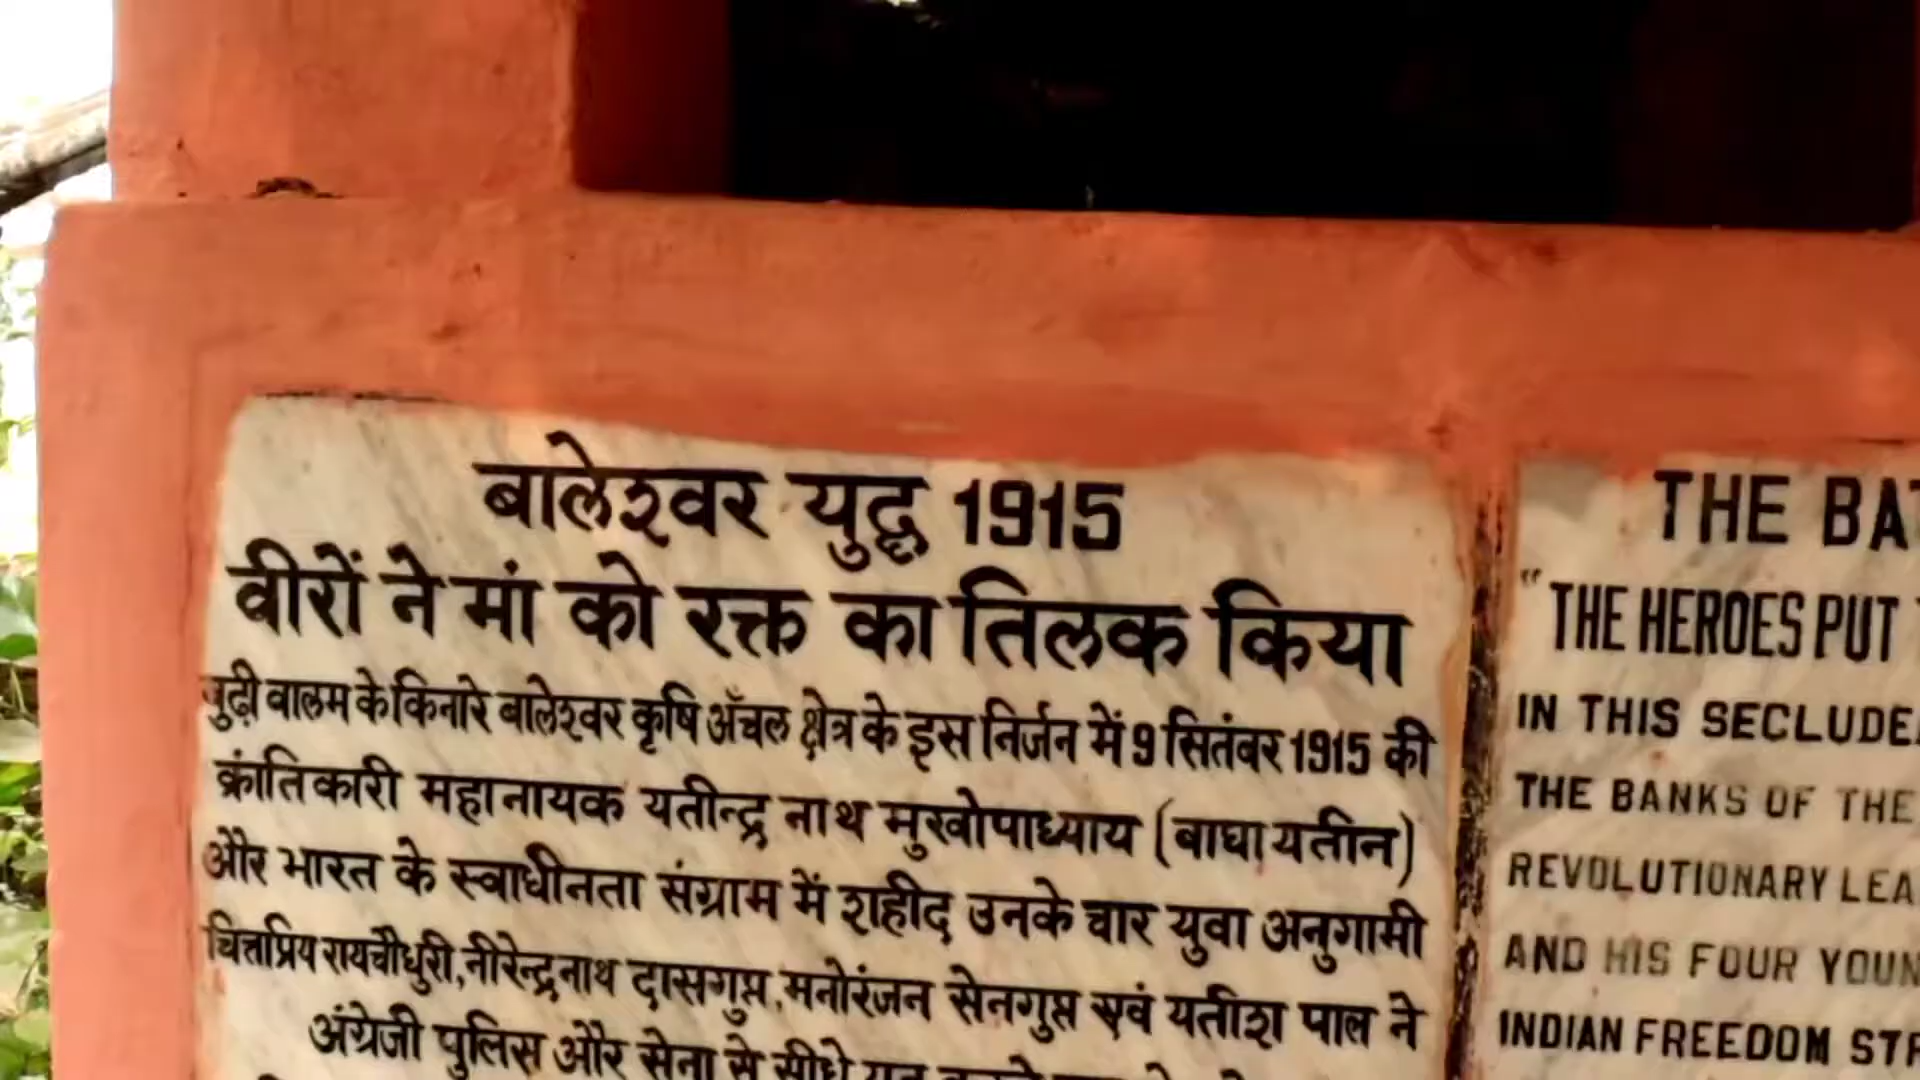 बालेश्वर युद्ध 1915
वीरों ने मां को रक्त का तिलक किया
बुढ़ी वालम के किनारे बालेश्वर कृषि अँचल क्षेत्र के इस निर्जन में 9 सितंबर 1915 की
क्रांतिकारी महानायक यतीन्द्र नाथ मुखोपाध्याय (बाघा यतीन)
और भारत के स्वाधीनता संग्राम में शहीद उनके चार युवा अनुगामी
चित्तप्रिय रायचौधुरी, नीरेन्द्रनाथ दासगुप्त, मनोरंजन सेनगुप्त एवं यतीश पाल ने
अंग्रेजी पुलिस और सेना से सीधे
THE BAT
"THE HEROES PUT
IN THIS SECLUDE
THE BANKS OF THE
REVOLUTIONARY LEA
AND HIS FOUR YOUN
INDIAN FREEDOM STR